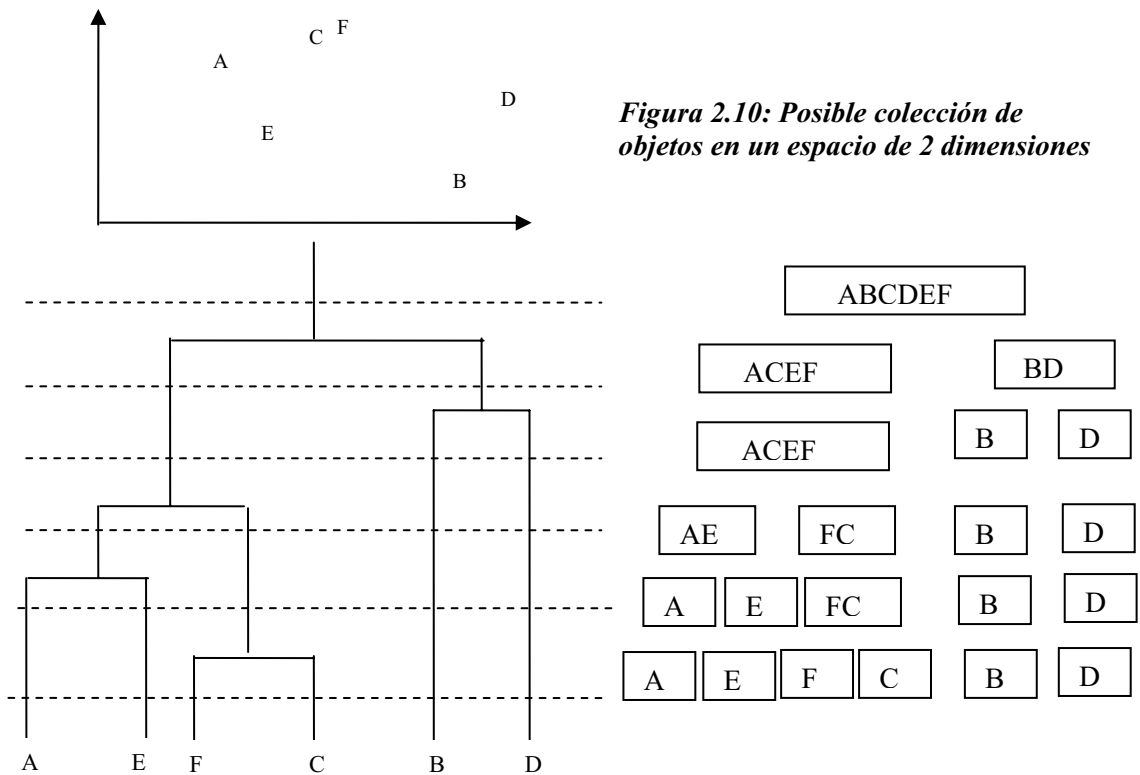 C F
A
D
E
B
Figura 2.10: Posible colección de
objetos en un espacio de 2 dimensiones
ABCDEF
ACEF BD
ACEF B D
AE FC B D
A E FC B D
A E F C B D
A E F C B D